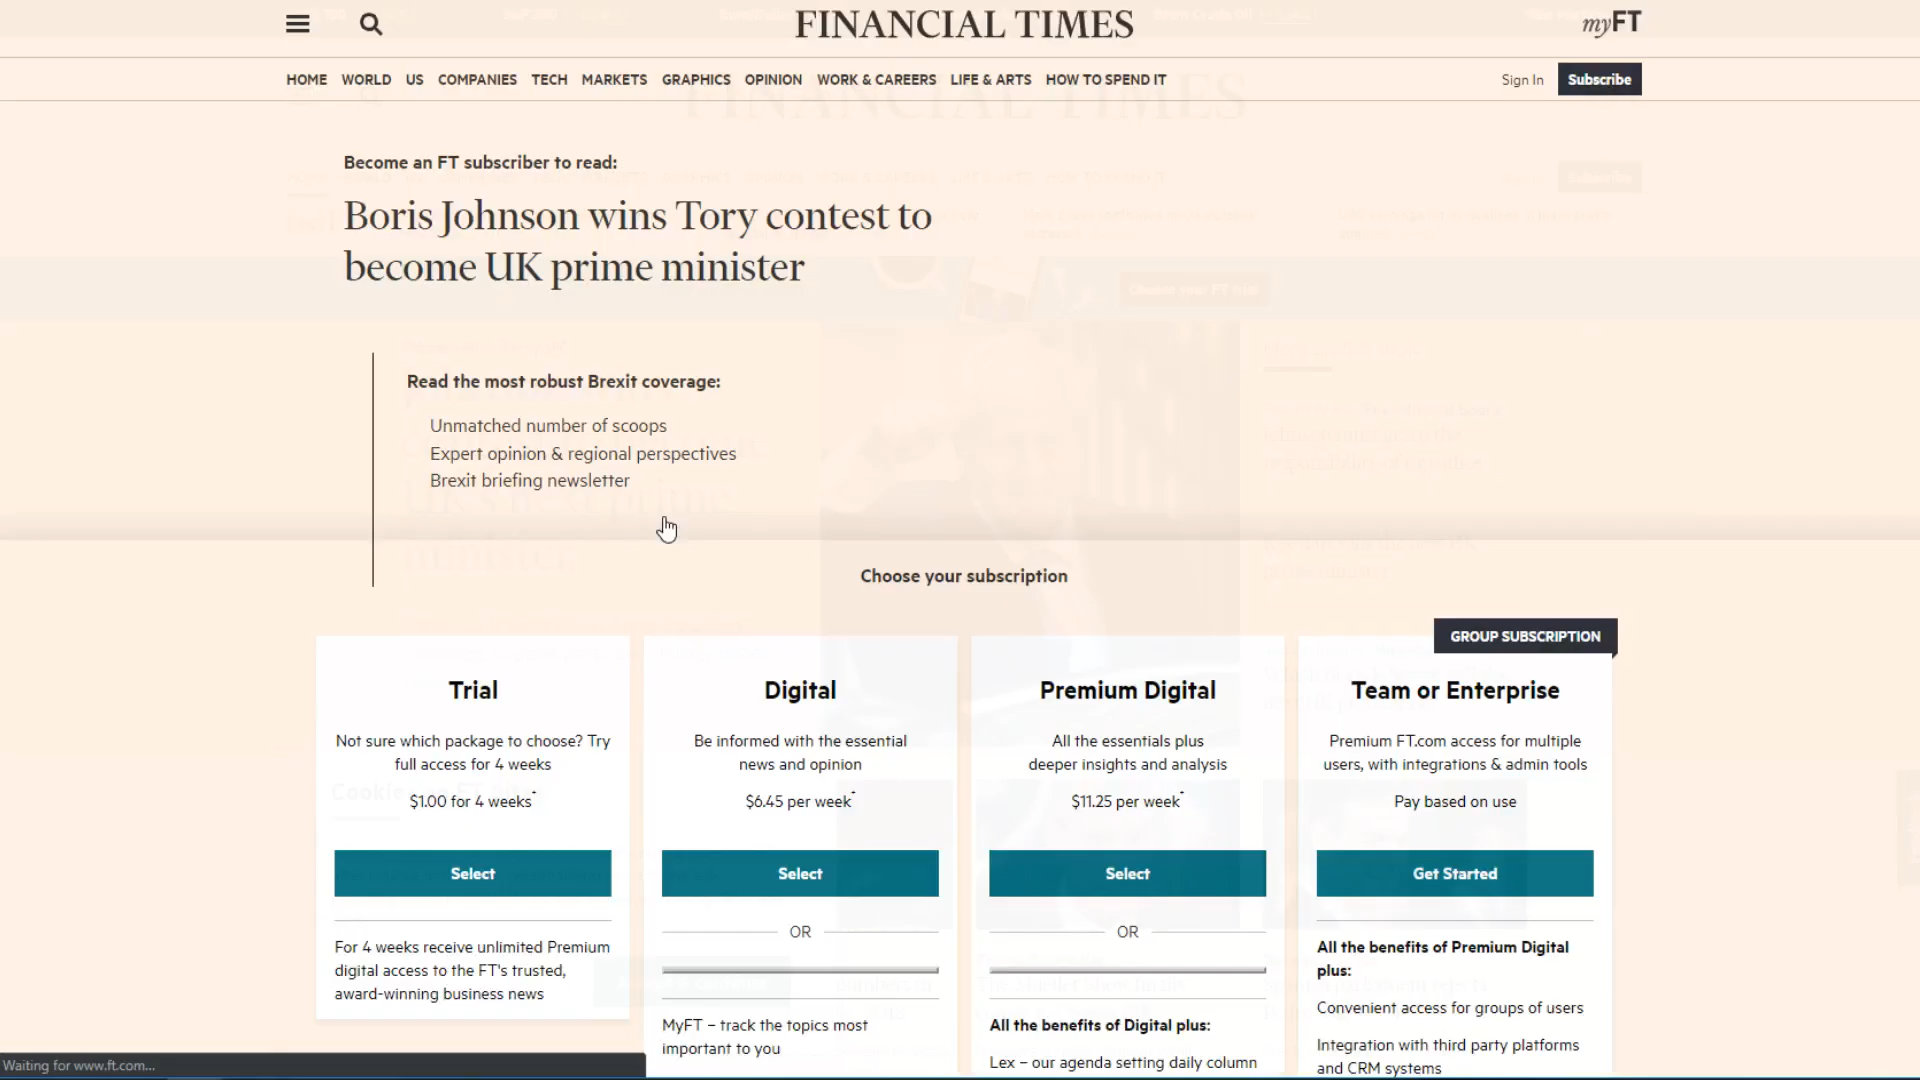 FINANCIAL TIMES
myFT
HOME WORLD US COMPANIES TECH MARKETS GRAPHICS OPINION WORK & CAREERS LIFE & ARTS HOW TO SPEND IT
Sign In Subscribe
Become an FT subscriber to read:
Boris Johnson wins Tory contest to
become UK prime minister
Read the most robust Brexit coverage:
Unmatched number of scoops
Expert opinion & regional perspectives
Brexit briefing newsletter
Choose your subscription
GROUP SUBSCRIPTION
Trial
Not sure which package to choose? Try
full access for 4 weeks
$1.00 for 4 weeks*
Select
For 4 weeks receive unlimited Premium
digital access to the FT's trusted,
award-winning business news
Digital
Be informed with the essential
news and opinion
$6.45 per week*
Select
OR
MyFT – track the topics most
important to you
Premium Digital
All the essentials plus
deeper insights and analysis
$11.25 per week*
Select
OR
All the benefits of Digital plus:
Lex – our agenda setting daily column
Team or Enterprise
Premium FT.com access for multiple
users, with integrations & admin tools
Pay based on use
Get Started
All the benefits of Premium Digital
plus:
Convenient access for groups of users
Integration with third party platforms
and CRM systems
Waiting for www.ft.com...